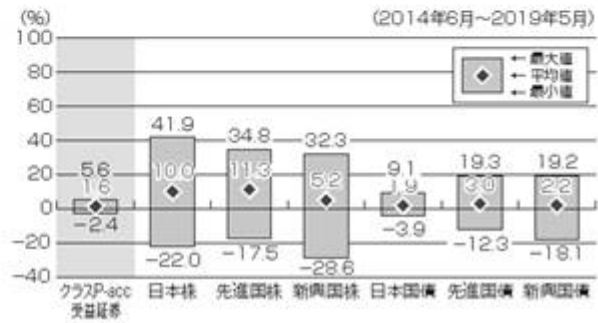 (%)
(2014年6月~2019年5月)
100
80
60
40
20
0
-20
-40
←最大値
←平均値
←最小値
5.6
1.6
-2.4
41.9
10.0
-22.0
34.8
11.3
-17.5
32.3
5.2
-28.6
9.1
1.9
-3.9
19.3
3.0
-12.3
19.2
2.2
-18.1
クラスP-acc
受益証券
日本株
先進国株
新興国株
日本国債
先進国債
新興国債